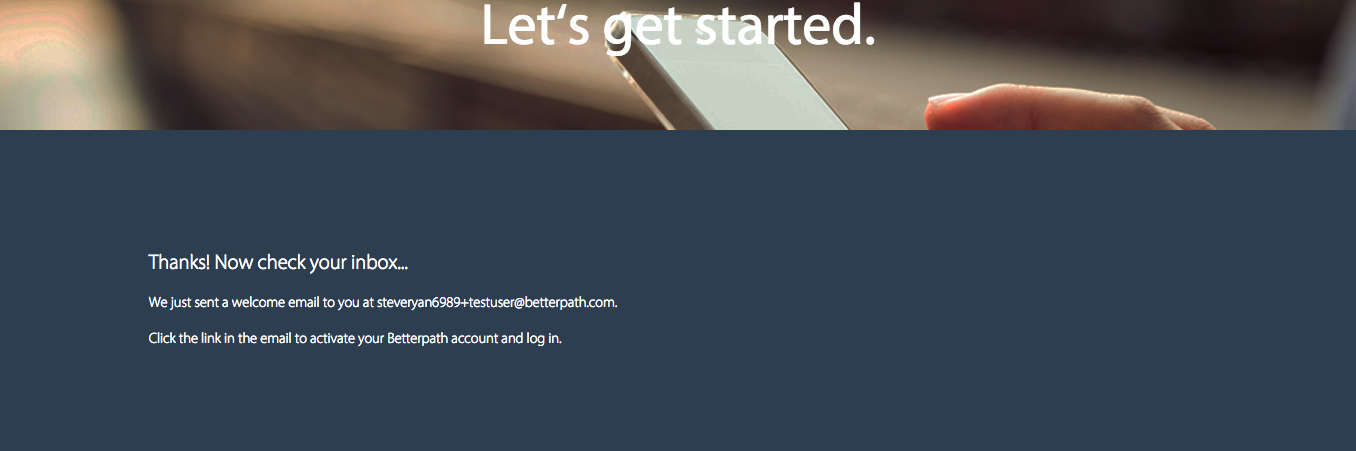 Let‘s get started.
Thanks! Now check your inbox...
We just sent a welcome email to you at steveryan6989+testuser@betterpath.com.
Click the link in the email to activate your Betterpath account and log in.